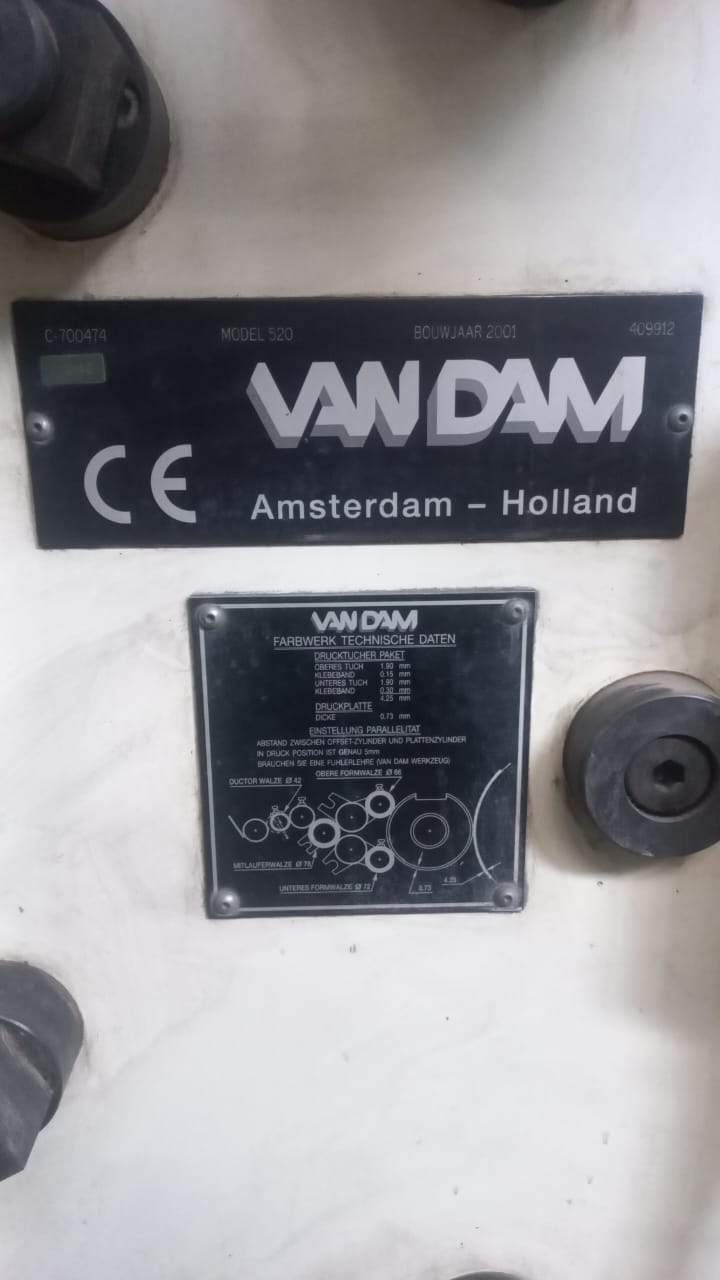 C-700474 MODEL 520 BOUWJAAR 2001 409912
VAN DAM
CE
Amsterdam – Holland
VAN DAM
FARBWERK TECHNISCHE DATEN
DRUCKTUCHER PAKET
OBERES TUCH 1.90 mm
KLEBEBAND 0.15 mm
UNTERES TUCH 1.90 mm
KLEBEBAND 0.30 mm
4.25 mm
DRUCKPLATTE
DICKE 0.73 mm
EINSTELLUNG PARALLELITAT
ABSTAND ZWISCHEN OFFSET-ZYLINDER UND PLATTENZYLINDER
IN DRUCK POSITION IST GENAU 5mm
BRAUCHEN SIE EINE FUHLERLEHRE (VAN DAM WERKZEUG)
OBERE FORMWALZE Ø 66
DUCTOR WALZE Ø 42
MITLAUFERWALZE Ø 78
UNTERES FORMWALZE Ø 72
0.73
4.25